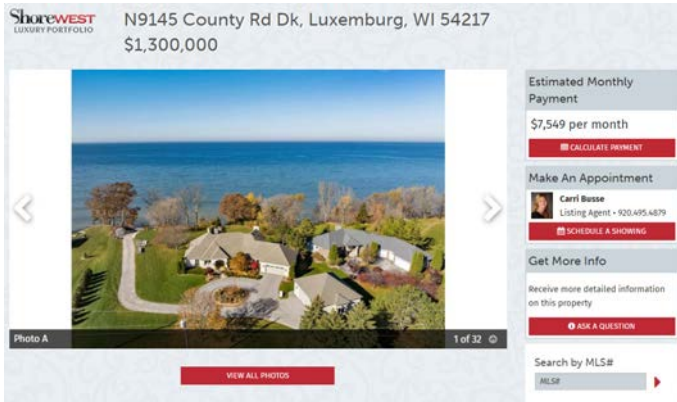 SHOREWEST
LUXURY PORTFOLIO
N9145 County Rd Dk, Luxemburg, WI 54217
$1,300,000
Photo A
1 of 32
VIEW ALL PHOTOS
Estimated Monthly
Payment
$7,549 per month
CALCULATE PAYMENT
Make An Appointment
Carri Busse
Listing Agent • 920.495.4879
SCHEDULE A SHOWING
Get More Info
Receive more detailed information
on this property
ASK A QUESTION
Search by MLS#
MLS#